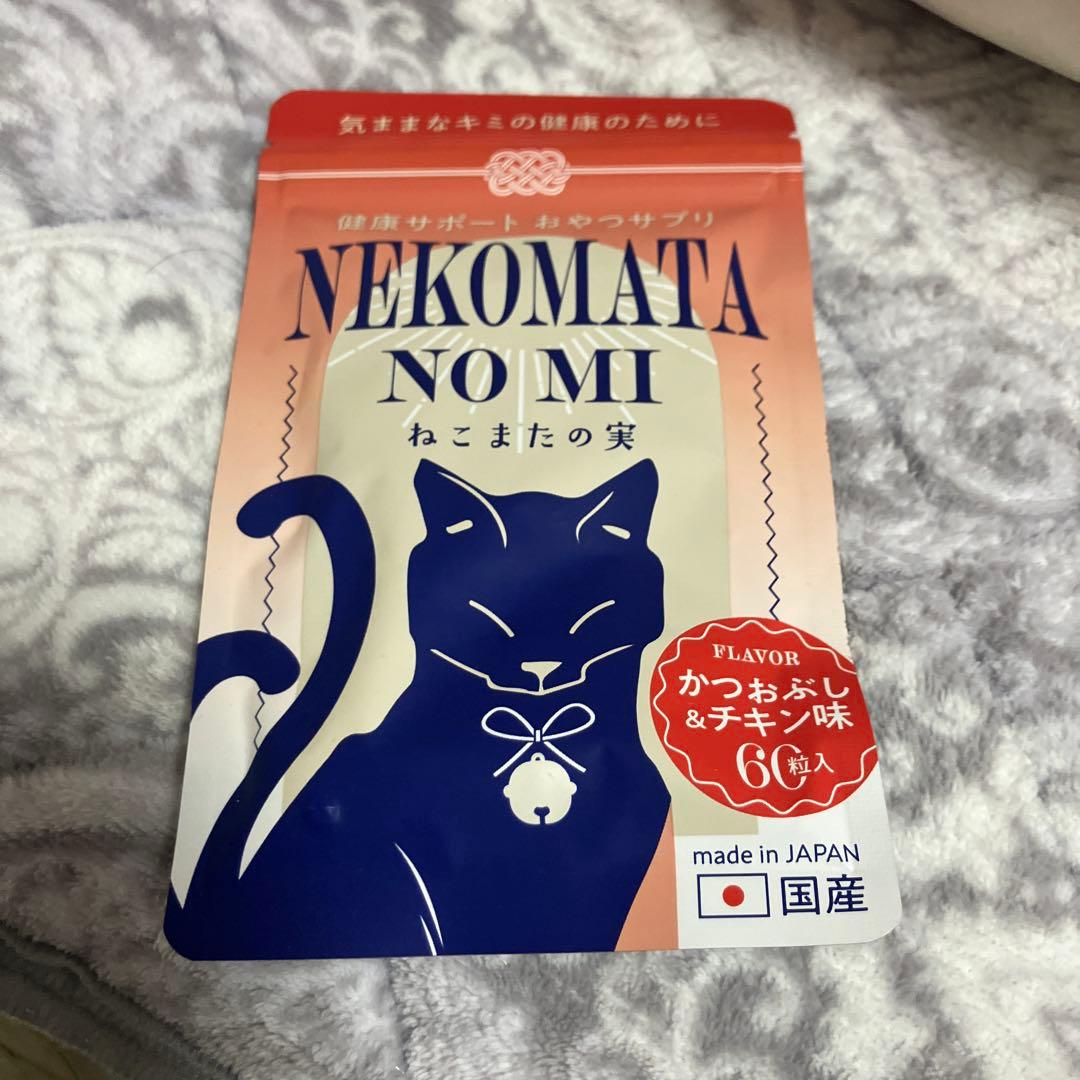 気ままなキミの健康のために
健康サポート おやつサプリ
NEKOMATA
NO MI
ねこまたの実
FLAVOR
かつおぶし
&チキン味
60粒入
made in JAPAN
国産